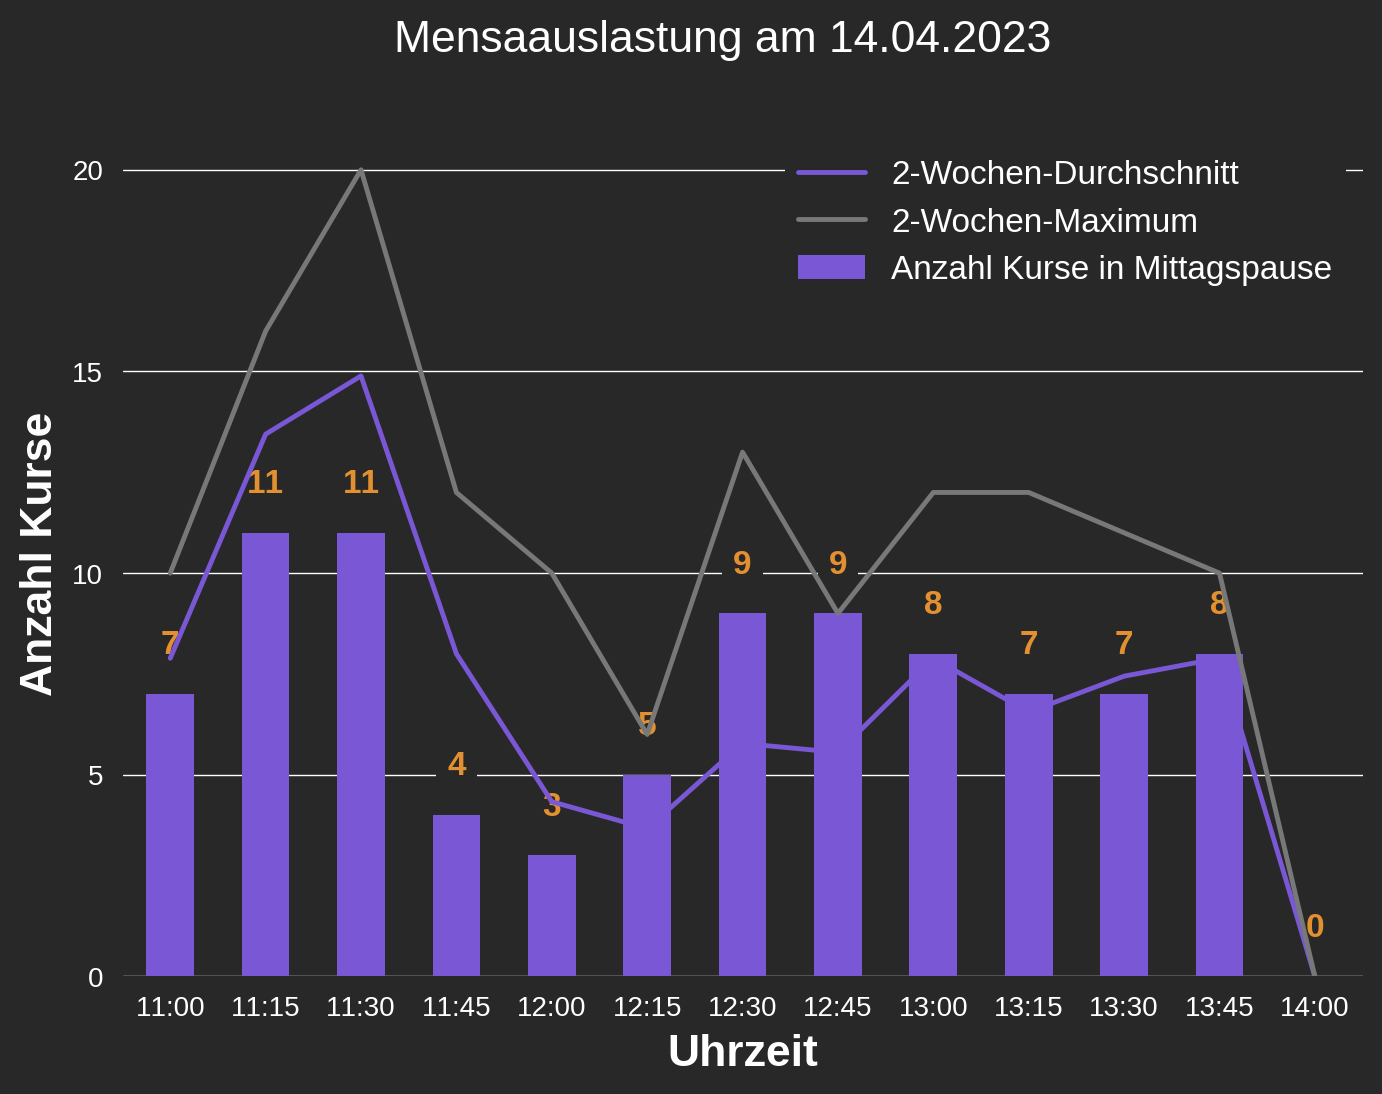 Mensaauslastung am 14.04.2023
2-Wochen-Durchschnitt
2-Wochen-Maximum
Anzahl Kurse in Mittagspause
Anzahl Kurse
20
15
10
5
0
7
11
11
4
3
5
9
9
8
7
7
8
0
11:00 11:15 11:30 11:45 12:00 12:15 12:30 12:45 13:00 13:15 13:30 13:45 14:00
Uhrzeit